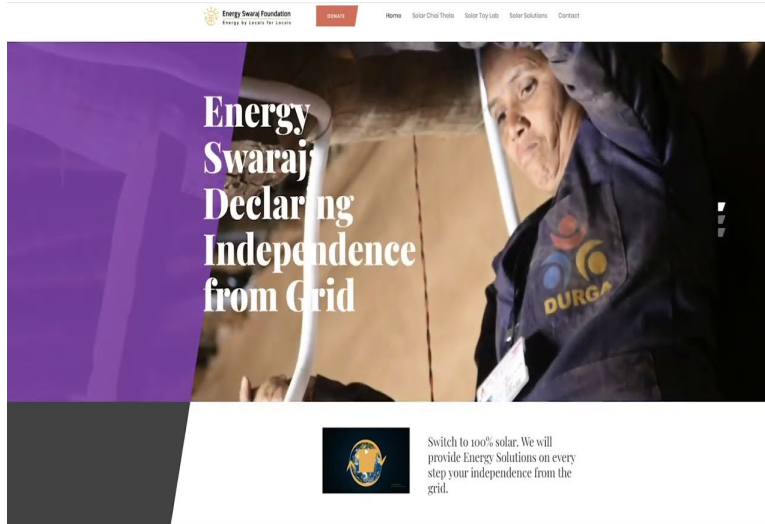 Energy Swaraj Foundation
Energy by Locals for Locals
DONATE
Home
Solar Chai Thela
Solar Toy Lab
Solar Solutions
Contact
Energy
Swaraj:
Declaring
Independence
from Grid
DURGA
Switch to 100% solar. We will
provide Energy Solutions on every
step your independence from the
grid.